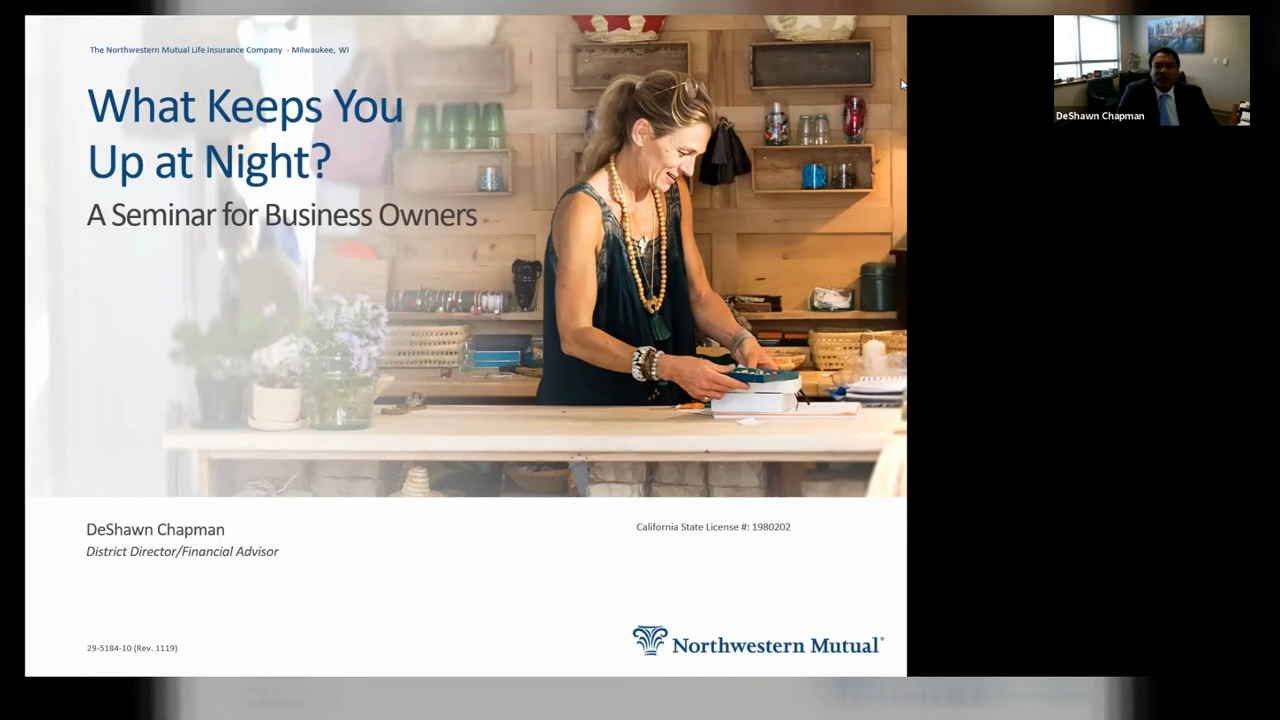 The Northwestern Mutual Life Insurance Company - Milwaukee, WI
What Keeps You
Up at Night?
A Seminar for Business Owners
DeShawn Chapman
DeShawn Chapman
District Director/Financial Advisor
California State License #: 1980202
29-5184-10 (Rev. 1119)
Northwestern Mutual®